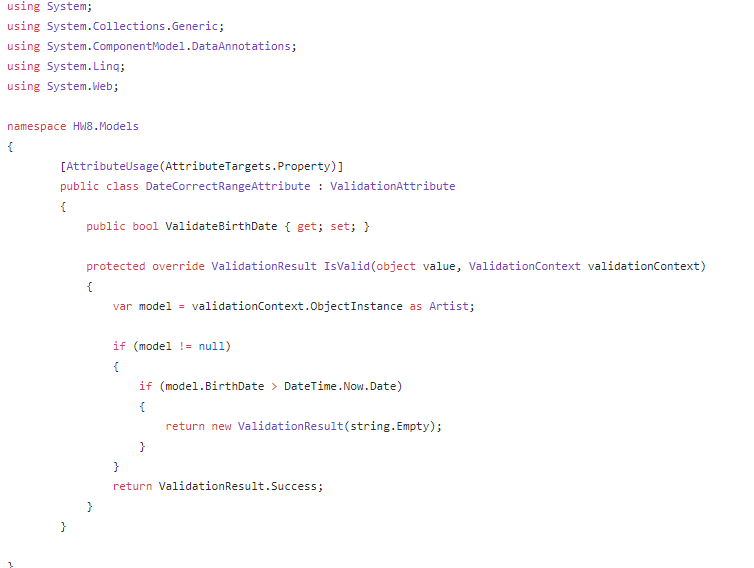 using System;
using System.Collections.Generic;
using System.ComponentModel.DataAnnotations;
using System.Linq;
using System.Web;

namespace HW8.Models
{
        [AttributeUsage(AttributeTargets.Property)]
        public class DateCorrectRangeAttribute : ValidationAttribute
        {
            public bool ValidateBirthDate { get; set; }

            protected override ValidationResult IsValid(object value, ValidationContext validationContext)
            {
                var model = validationContext.ObjectInstance as Artist;

                if (model != null)
                {
                    if (model.BirthDate > DateTime.Now.Date)
                    {
                        return new ValidationResult(string.Empty);
                    }
                }
                return ValidationResult.Success;
            }
        }

}